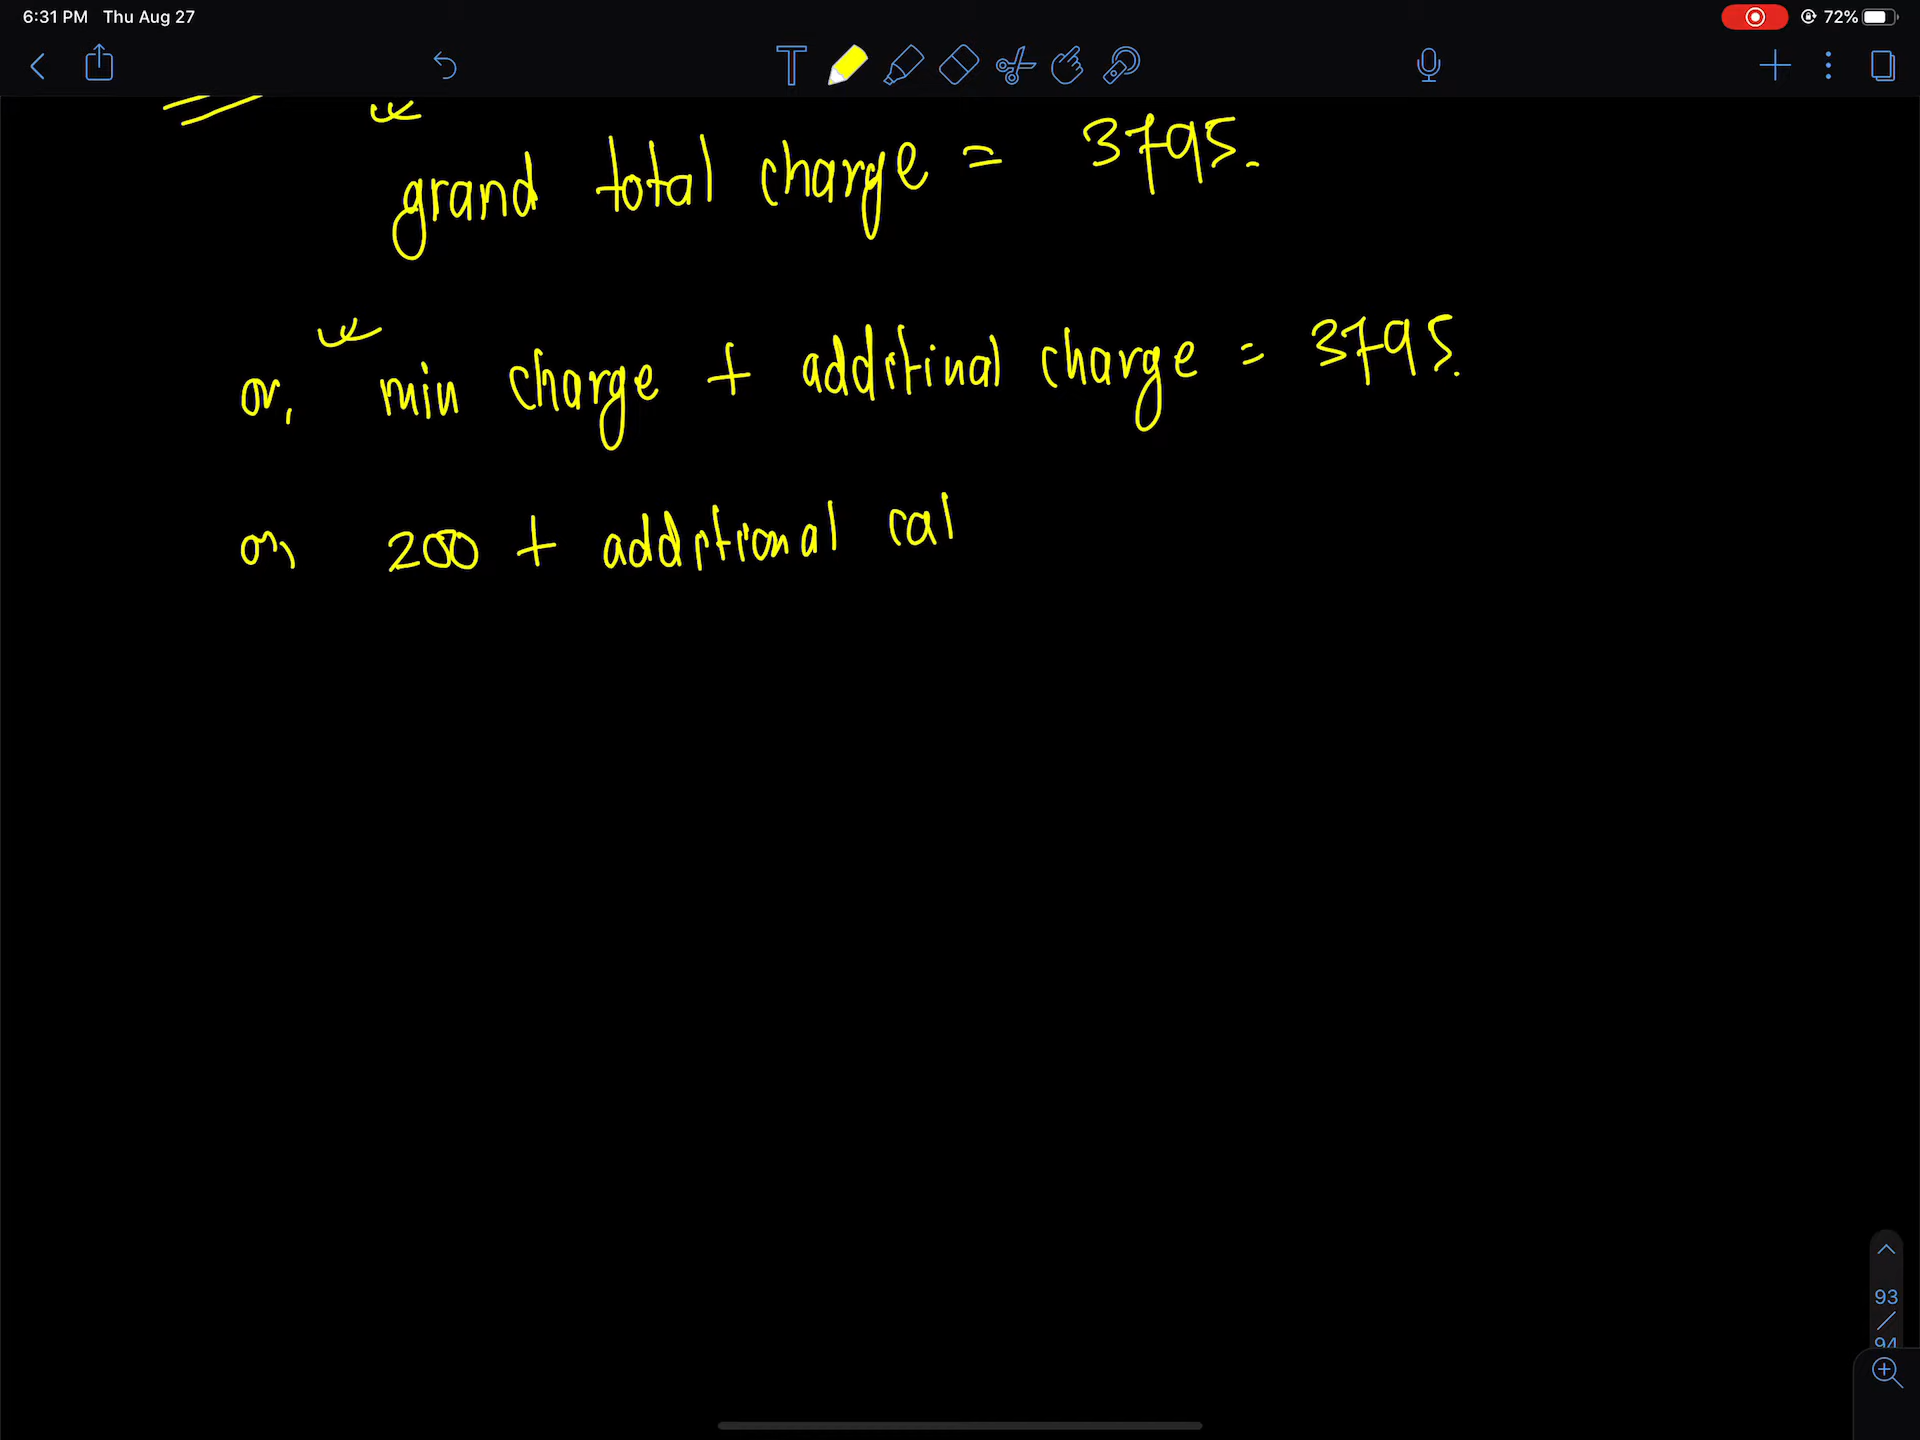 6:31 PM Thu Aug 27
72%
T
grand total charge = 3795.
or, min charge + additinal charge = 3795.
or, 200 + additional cal
93
94